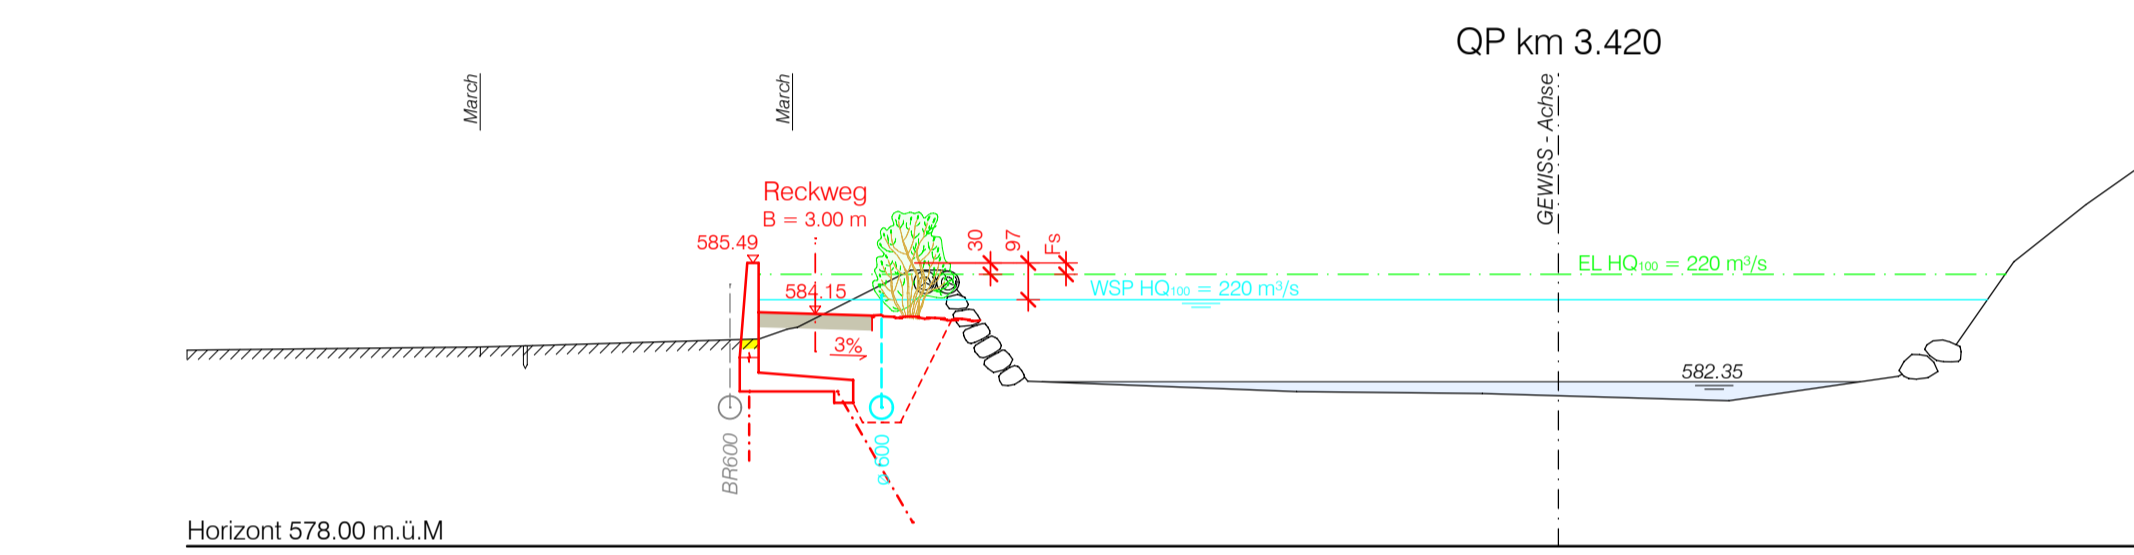 QP km 3.420
March
March
GEWISS - Achse
Reckweg
B = 3.00 m
585.49
30
97
Fs
EL HQ₁₀₀ = 220 m³/s
584.15
WSP HQ₁₀₀ = 220 m³/s
3%
582.35
BR600
ø 600
Horizont 578.00 m.ü.M